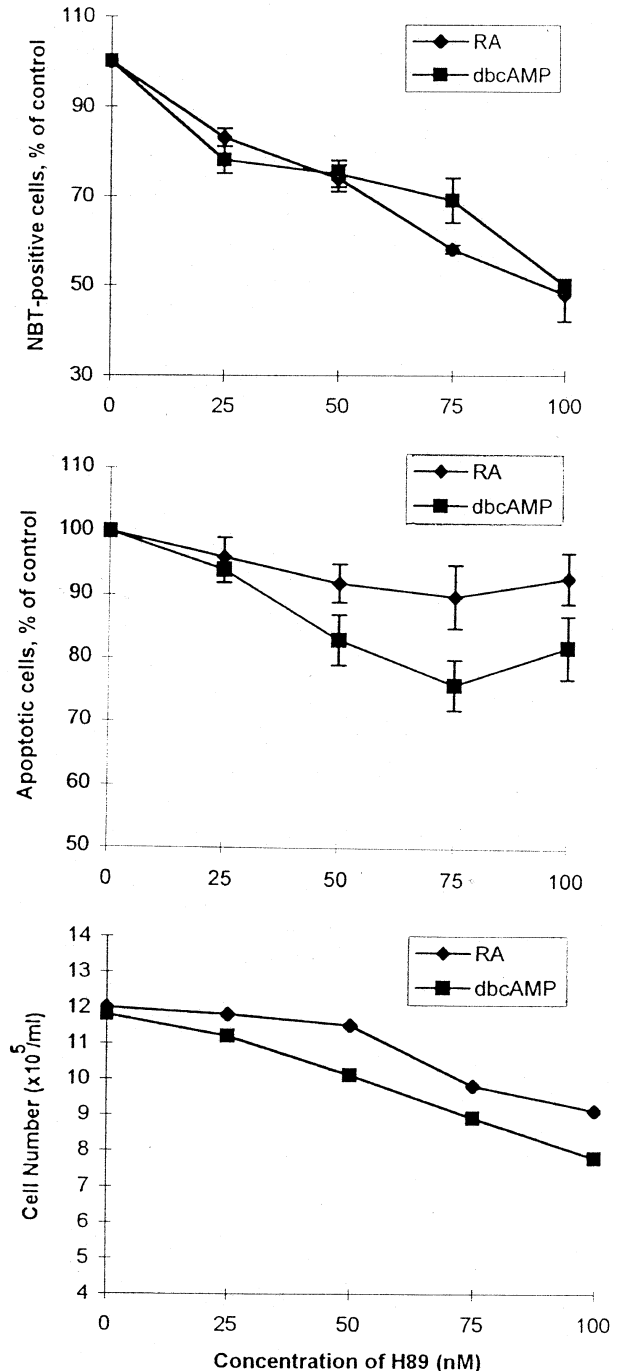 110
90
70
50
30
NBT-positive cells, % of control
RA
dbcAMP
0 25 50 75 100
110
100
90
80
70
60
50
Apoptotic cells, % of control
RA
dbcAMP
0 25 50 75 100
14
13
12
11
10
9
8
7
6
5
4
Cell Number (x10⁵/ml)
RA
dbcAMP
0 25 50 75 100
Concentration of H89 (nM)